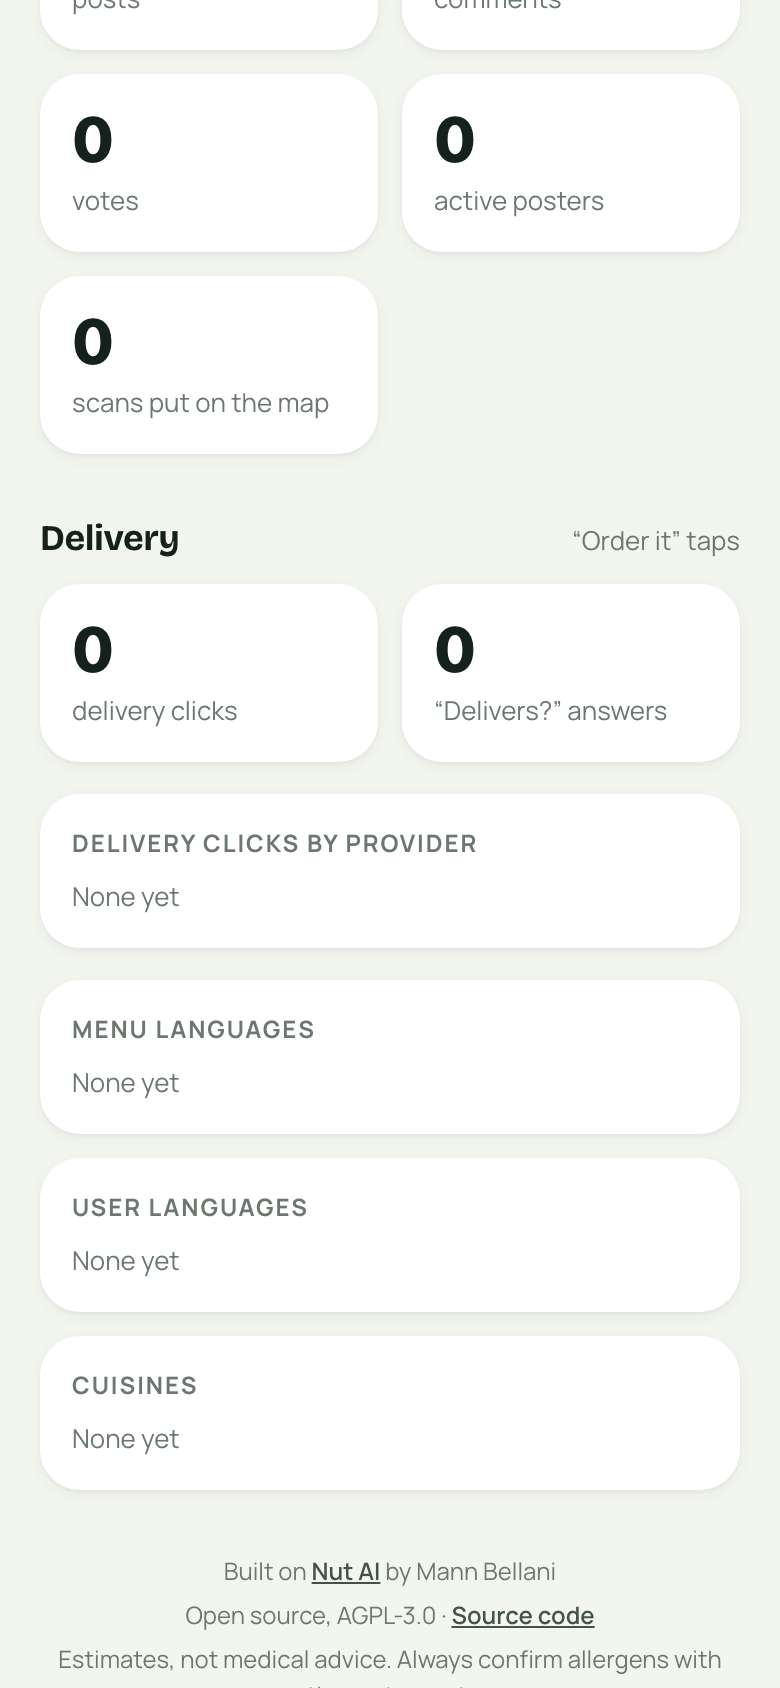 posts
comments
0
votes
0
active posters
0
scans put on the map
Delivery
“Order it” taps
0
delivery clicks
0
“Delivers?” answers
DELIVERY CLICKS BY PROVIDER
None yet
MENU LANGUAGES
None yet
USER LANGUAGES
None yet
CUISINES
None yet
Built on Nut AI by Mann Bellani
Open source, AGPL-3.0 · Source code
Estimates, not medical advice. Always confirm allergens with